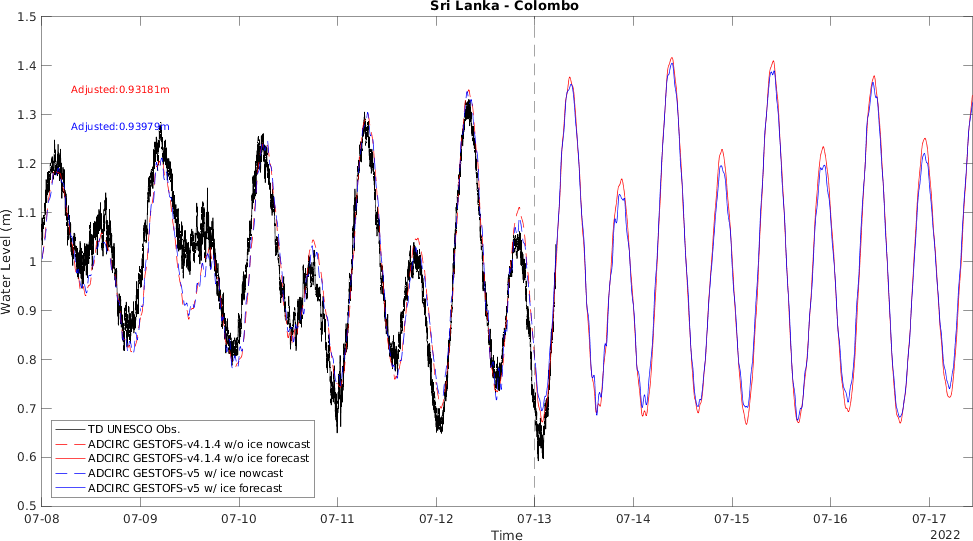 Sri Lanka - Colombo
1.5
1.4
1.3
1.2
1.1
1
0.9
0.8
0.7
0.6
0.5
Water Level (m)
Adjusted:0.93181m
Adjusted:0.93979m
TD UNESCO Obs.
ADCIRC GESTOFS-v4.1.4 w/o ice nowcast
ADCIRC GESTOFS-v4.1.4 w/o ice forecast
ADCIRC GESTOFS-v5 w/ ice nowcast
ADCIRC GESTOFS-v5 w/ ice forecast
07-08 07-09 07-10 07-11 07-12 07-13 07-14 07-15 07-16 07-17
Time
2022